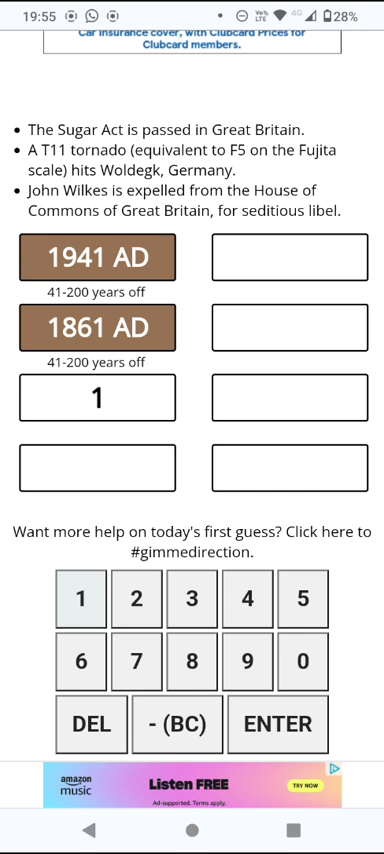 19:55
Vo))
LTE
4G
28%
Car insurance cover, with Clubcard Prices for
Clubcard members.
• The Sugar Act is passed in Great Britain.
• A T11 tornado (equivalent to F5 on the Fujita
scale) hits Woldegk, Germany.
• John Wilkes is expelled from the House of
Commons of Great Britain, for seditious libel.
1941 AD
41-200 years off
1861 AD
41-200 years off
1
Want more help on today's first guess? Click here to
#gimmedirection.
1 2 3 4 5
6 7 8 9 0
DEL - (BC) ENTER
amazon
music
Listen FREE
TRY NOW
Ad-supported. Terms apply.